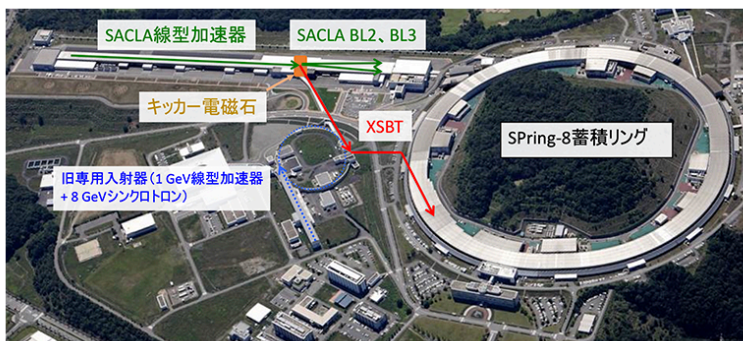 SACLA線型加速器
SACLA BL2、BL3
キッカー電磁石
XSBT
SPring-8蓄積リング
旧専用入射器(1 GeV線型加速器
+ 8 GeVシンクロトロン)